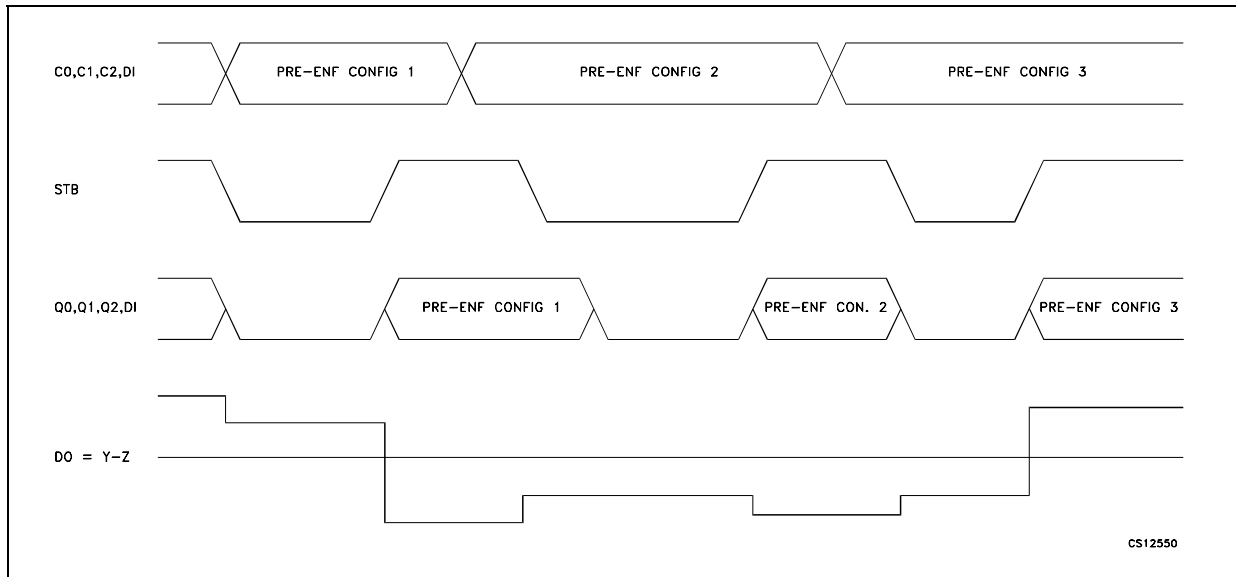 C0,C1,C2,DI
PRE-ENF CONFIG 1
PRE-ENF CONFIG 2
PRE-ENF CONFIG 3
STB
Q0,Q1,Q2,DI
PRE-ENF CONFIG 1
PRE-ENF CON. 2
PRE-ENF CONFIG 3
DO = Y-Z
CS12550